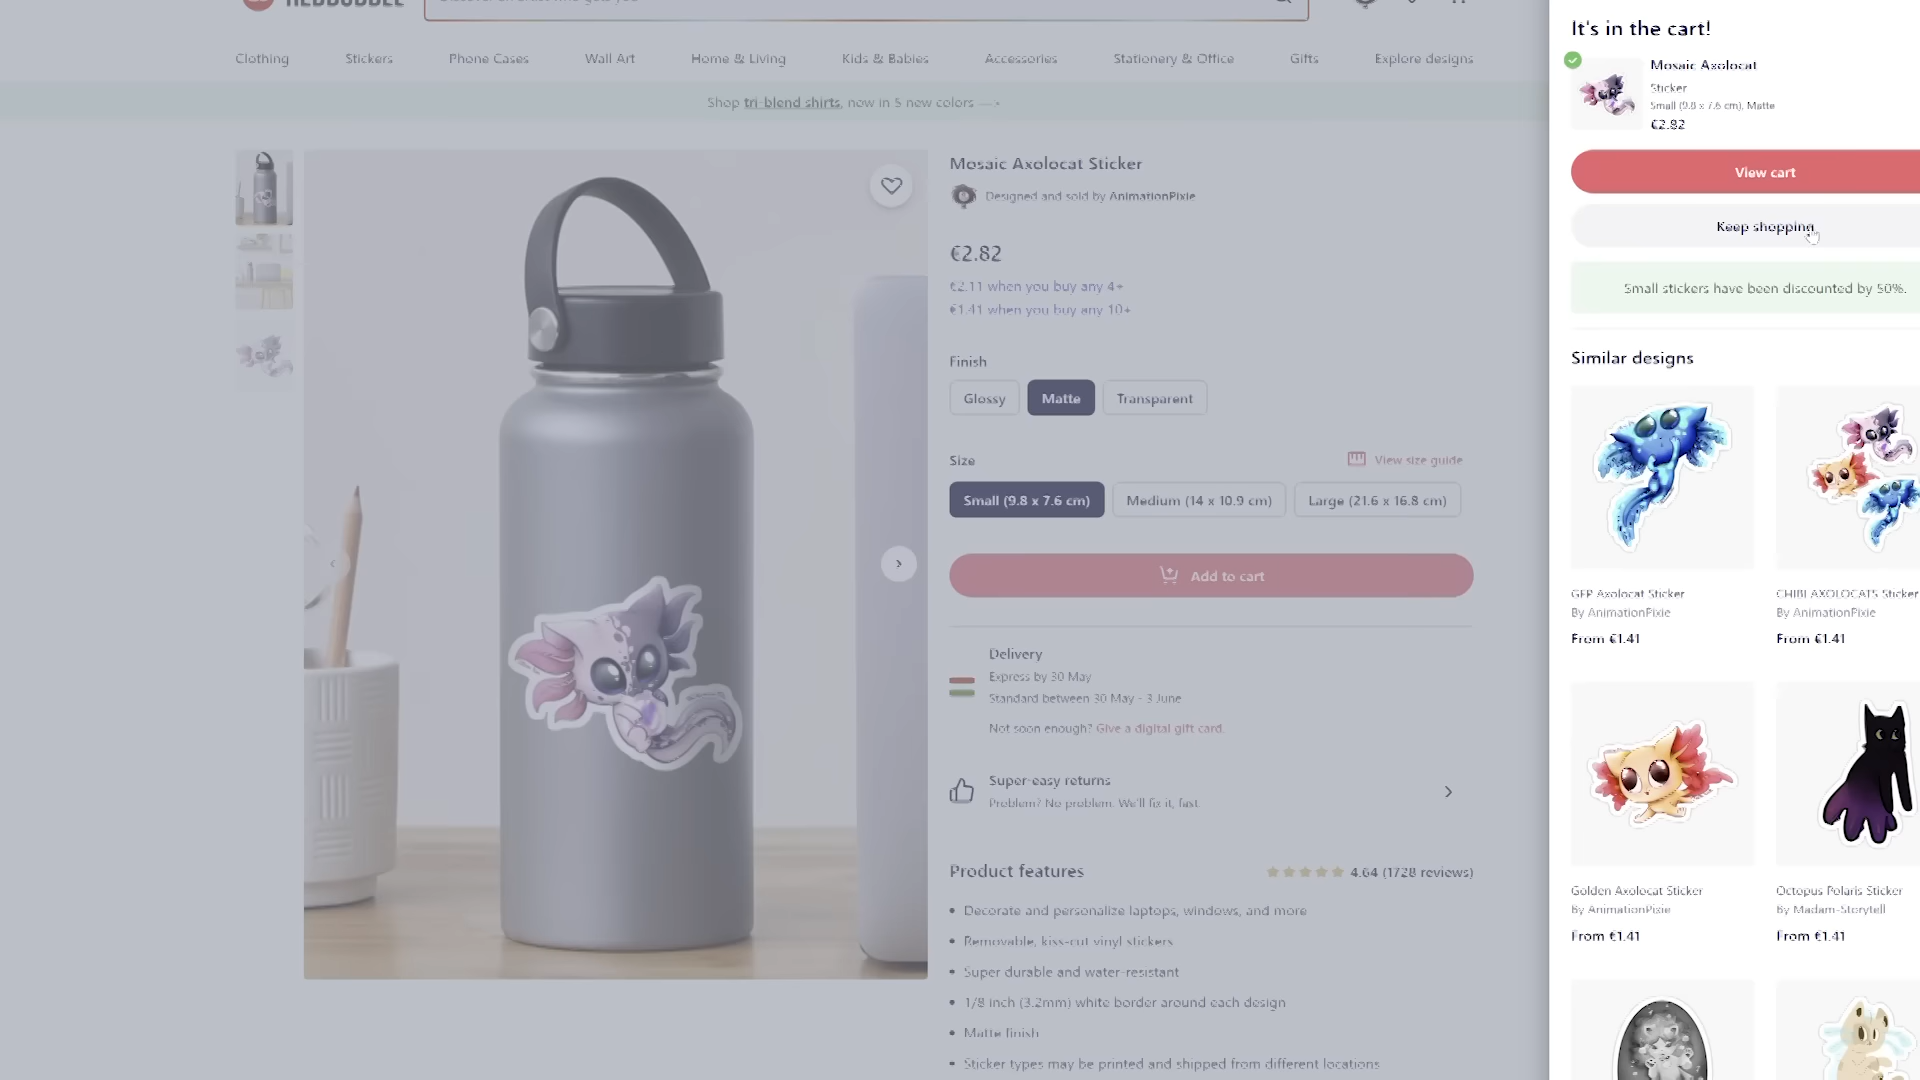 It's in the cart!
Clothing
Stickers
Phone Cases
Wall Art
Home & Living
Kids & Babies
Accessories
Stationery & Office
Gifts
Explore designs
Shop tri-blend shirts, now in 5 new colors
Mosaic Axolocat
Sticker
Small (9.8 x 7.6 cm), Matte
€2.82
View cart
Keep shopping
Small stickers have been discounted by 50%.
Mosaic Axolocat Sticker
Designed and sold by AnimationPixie
€2.82
€2.11 when you buy any 4+
€1.41 when you buy any 10+
Finish
Glossy
Matte
Transparent
Size
View size guide
Small (9.8 x 7.6 cm)
Medium (14 x 10.9 cm)
Large (21.6 x 16.8 cm)
Add to cart
Delivery
Express by 30 May
Standard between 30 May - 3 June
Not soon enough? Give a digital gift card.
Super-easy returns
Problem? No problem. We'll fix it, fast.
Product features
4.64 (1728 reviews)
Decorate and personalize laptops, windows, and more
Removable, kiss-cut vinyl stickers
Super durable and water-resistant
1/8 inch (3.2mm) white border around each design
Matte finish
Sticker types may be printed and shipped from different locations
Similar designs
GFP Axolocat Sticker
By AnimationPixie
From €1.41
CHIBI AXOLOCATS Sticker
By AnimationPixie
From €1.41
Golden Axolocat Sticker
By AnimationPixie
From €1.41
Octopus Polaris Sticker
By Madam-Storytell
From €1.41